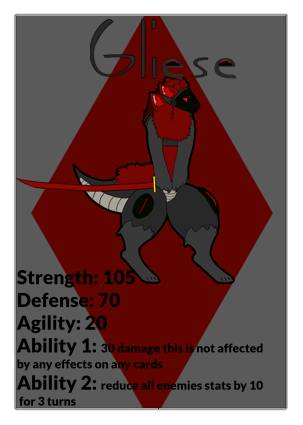 Gliese
Strength: 105
Defense: 70
Agility: 20
Ability 1: 30 damage this is not affected
by any effects on any cards
Ability 2: reduce all enemies stats by 10
for 3 turns